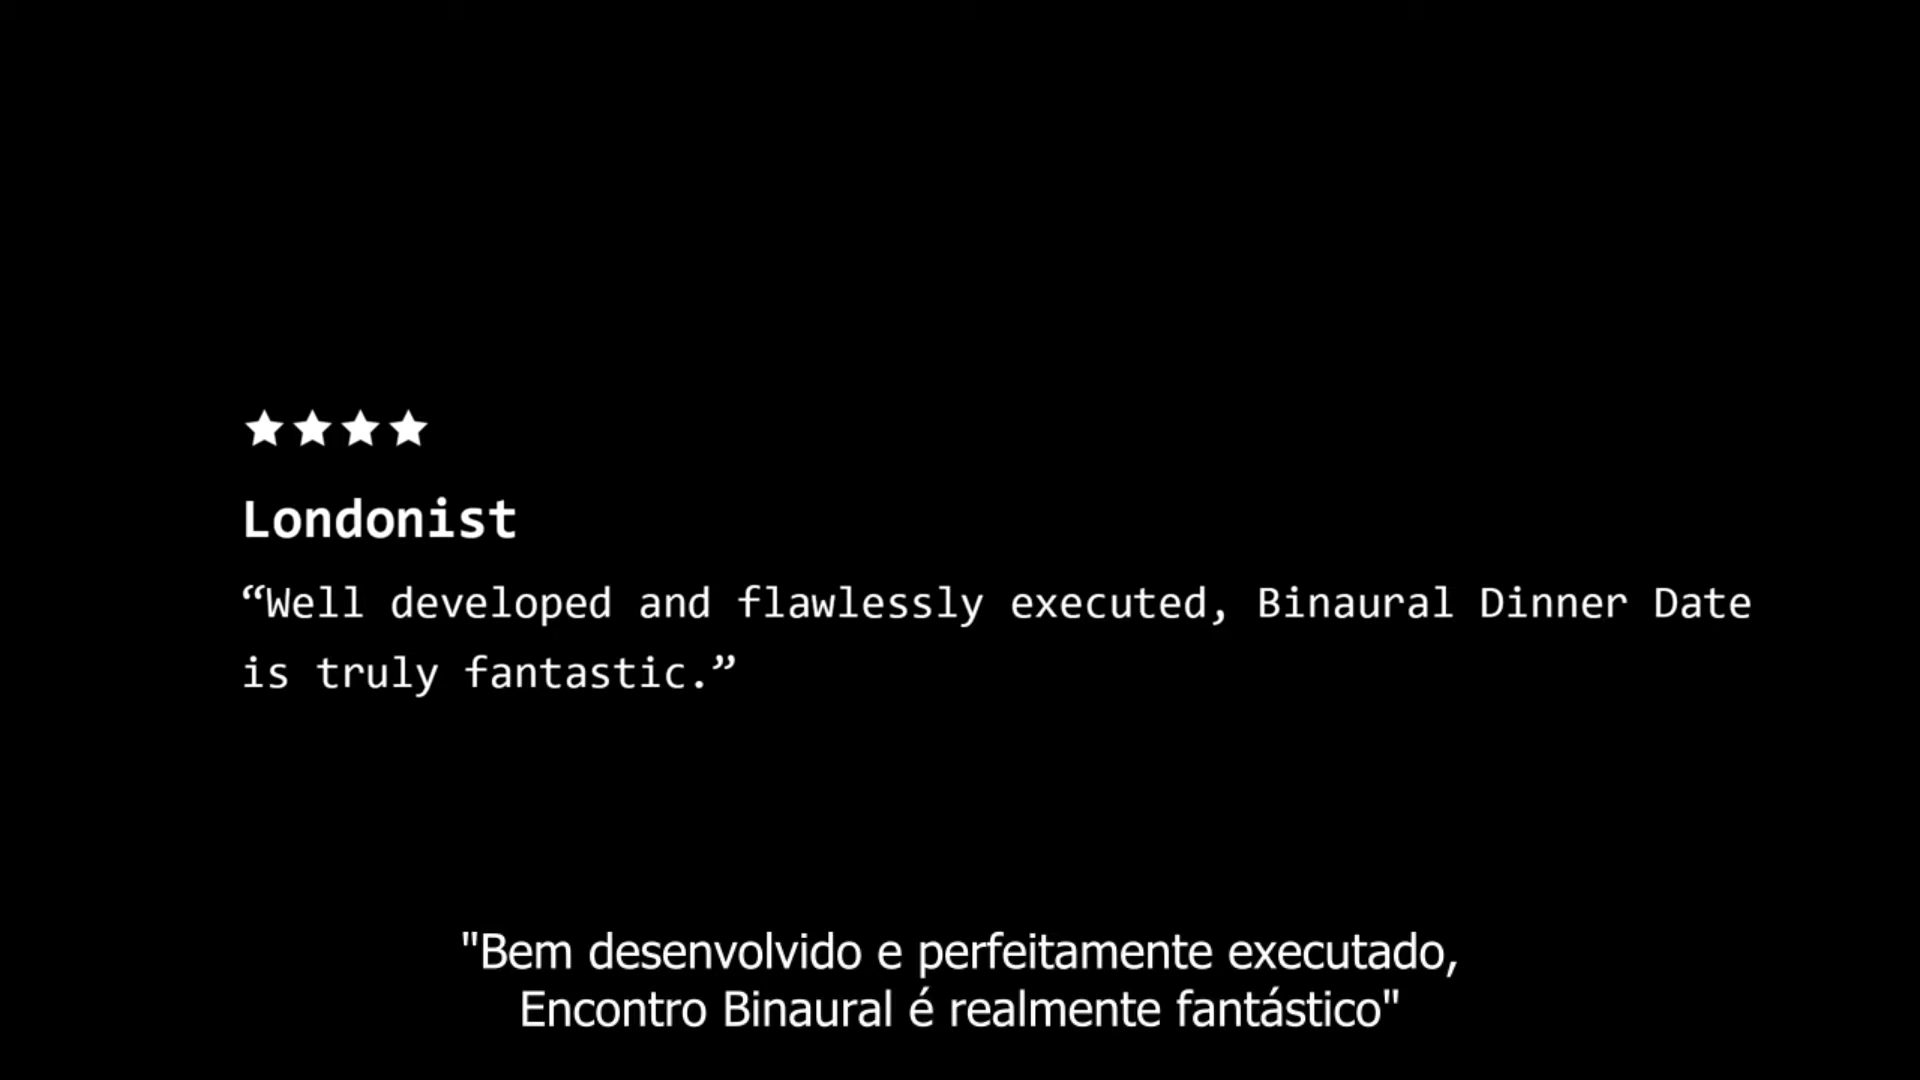 ★★★★
Londonist
“Well developed and flawlessly executed, Binaural Dinner Date
is truly fantastic.”
"Bem desenvolvido e perfeitamente executado,
Encontro Binaural é realmente fantástico"